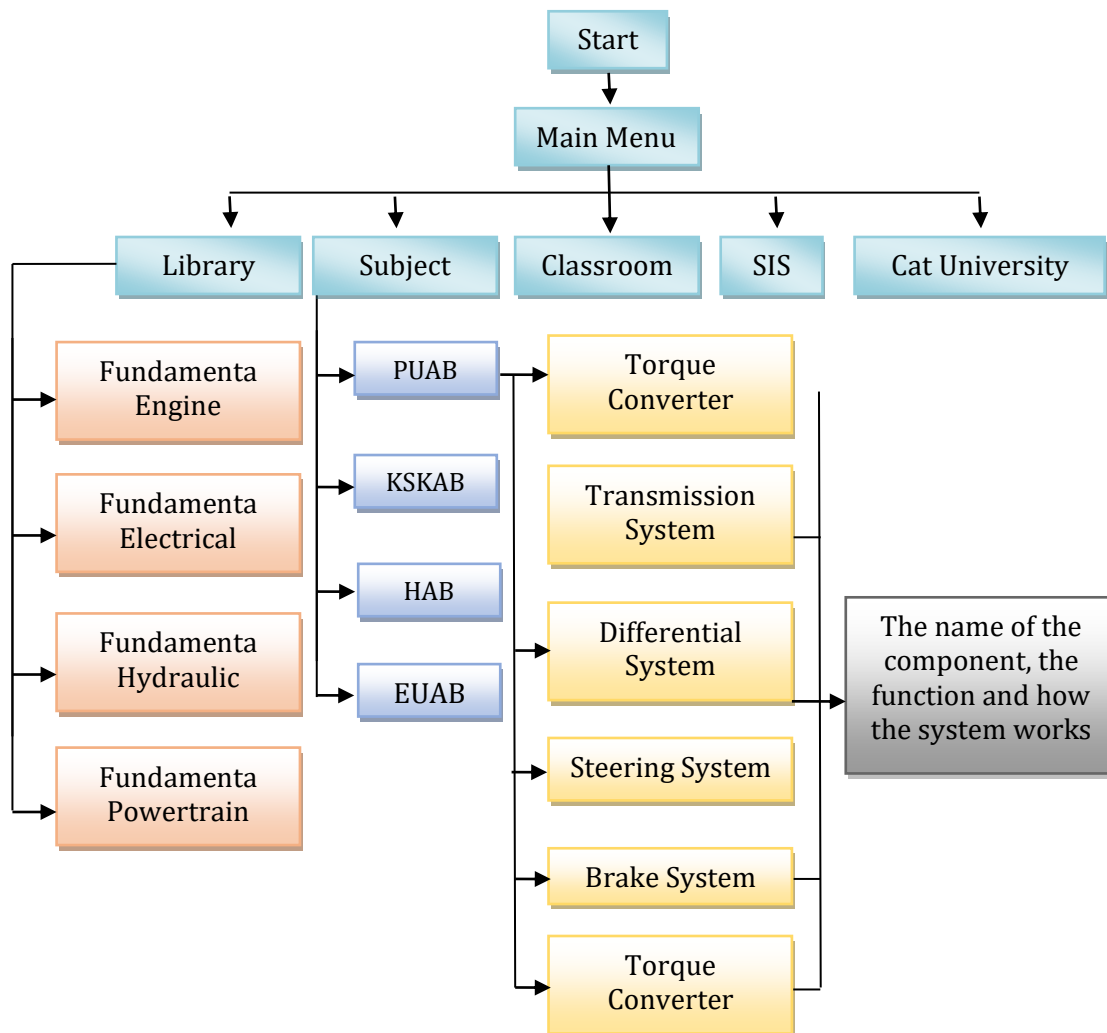 Start
Main Menu
Library
Subject
Classroom
SIS
Cat University
Fundamenta
Engine
Fundamenta
Electrical
Fundamenta
Hydraulic
Fundamenta
Powertrain
PUAB
KSKAB
HAB
EUAB
Torque
Converter
Transmission
System
Differential
System
Steering System
Brake System
Torque
Converter
The name of the
component, the
function and how
the system works